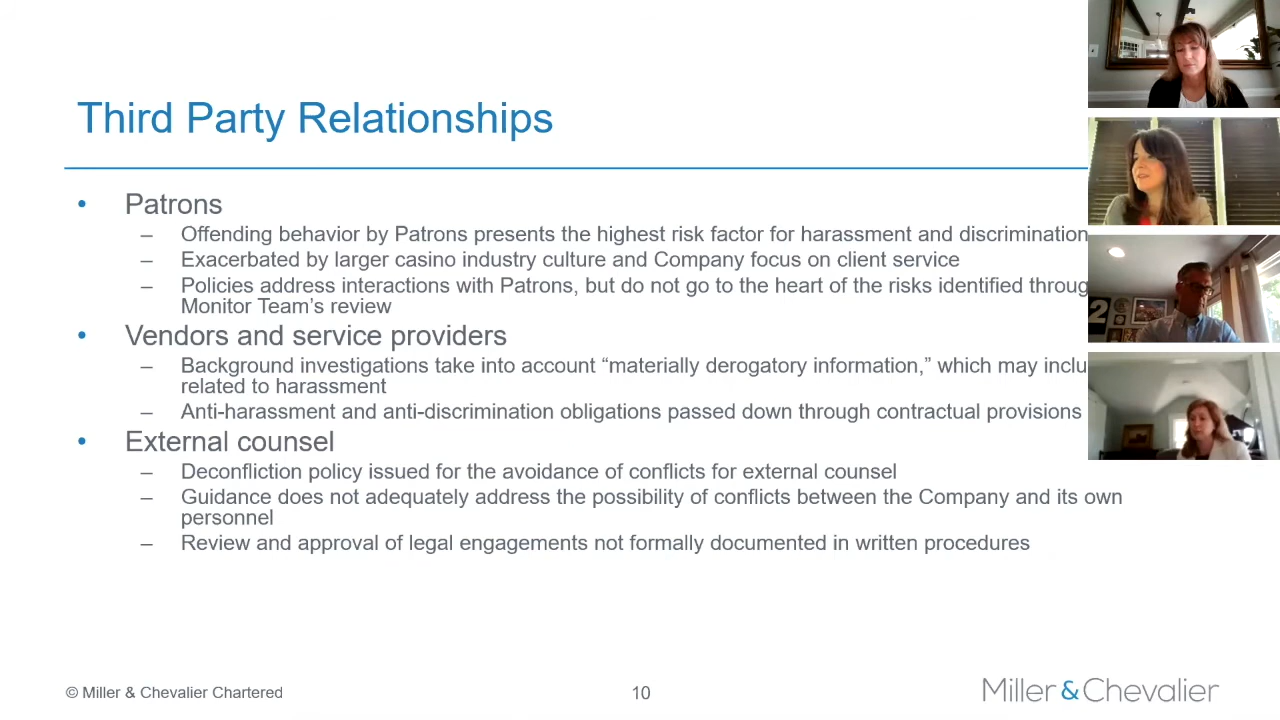 Third Party Relationships
• Patrons
– Offending behavior by Patrons presents the highest risk factor for harassment and discrimination
– Exacerbated by larger casino industry culture and Company focus on client service
– Policies address interactions with Patrons, but do not go to the heart of the risks identified throug
Monitor Team's review
• Vendors and service providers
– Background investigations take into account “materially derogatory information,” which may inclu
related to harassment
– Anti-harassment and anti-discrimination obligations passed down through contractual provisions
• External counsel
– Deconfliction policy issued for the avoidance of conflicts for external counsel
– Guidance does not adequately address the possibility of conflicts between the Company and its own
personnel
– Review and approval of legal engagements not formally documented in written procedures
2
© Miller & Chevalier Chartered
10
Miller&Chevalier